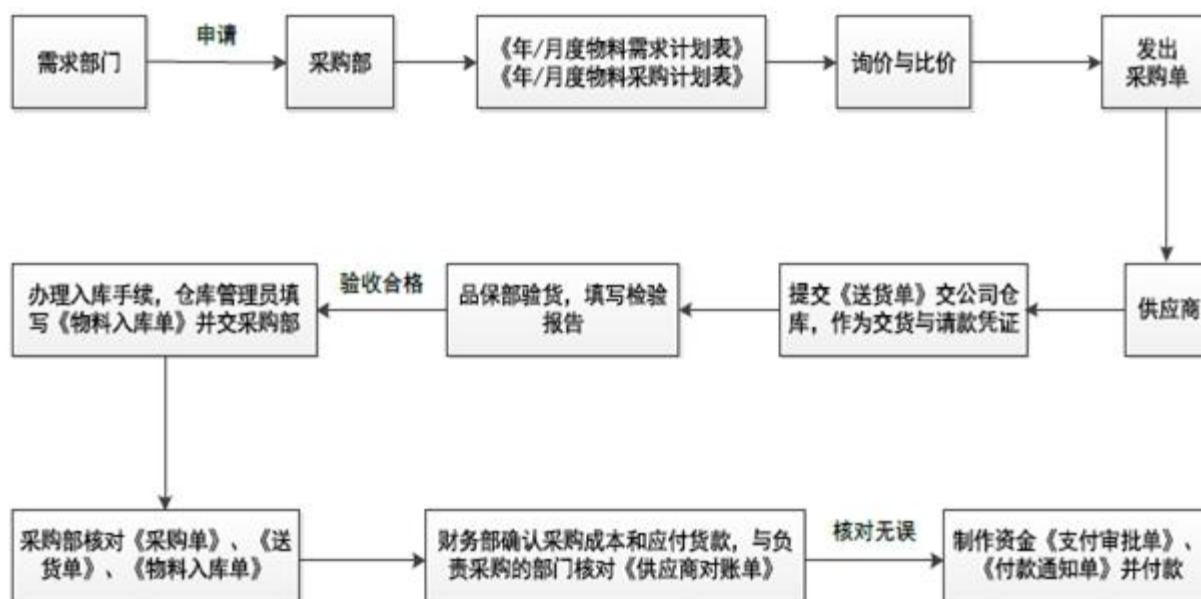 需求部门
申请
采购部
《年/月度物料需求计划表》
《年/月度物料采购计划表》
询价与比价
发出
采购单
办理入库手续，仓库管理员填
写《物料入库单》并交采购部
验收合格
品保部验货，填写检验
报告
提交《送货单》交公司仓
库，作为交货与请款凭证
供应商
采购部核对《采购单》、《送
货单》、《物料入库单》
财务部确认采购成本和应付货款，与负
责采购的部门核对《供应商对账单》
核对无误
制作资金《支付审批单》、
《付款通知单》并付款